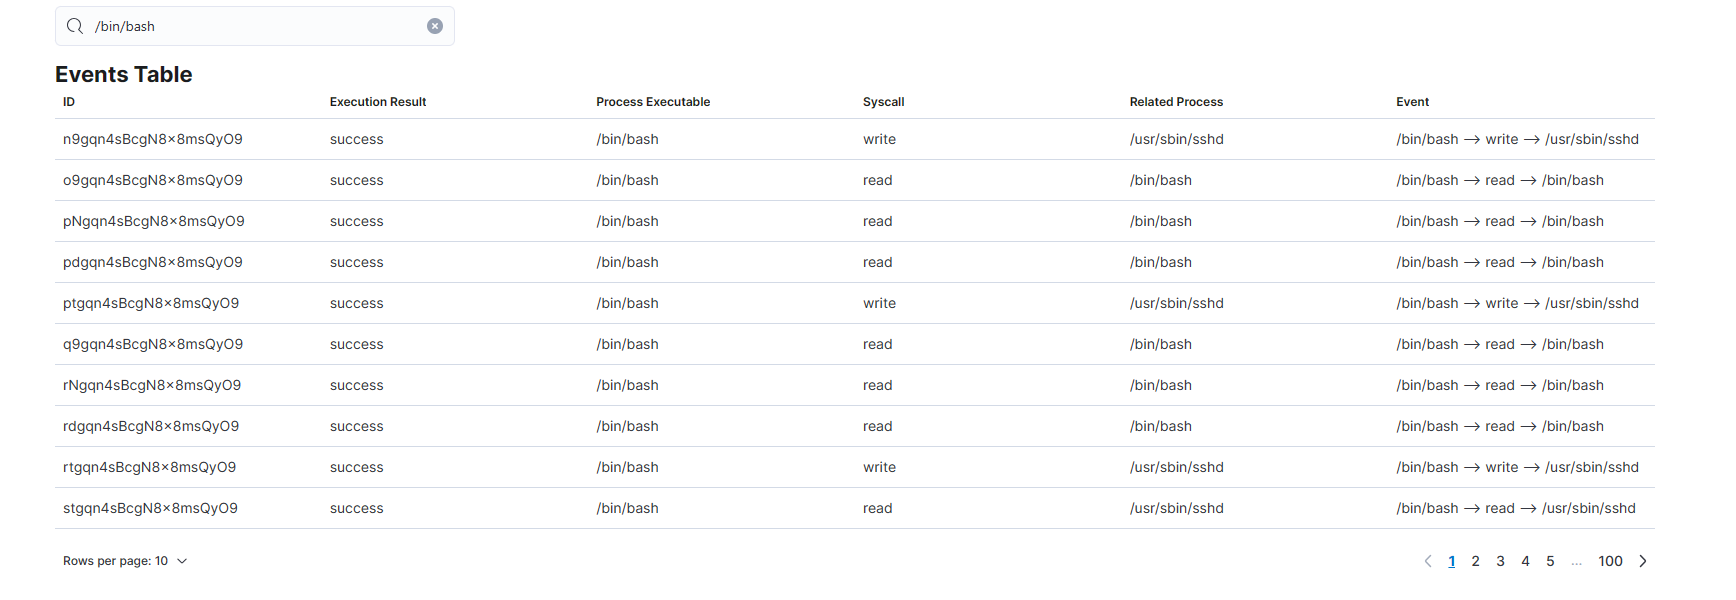 /bin/bash
Events Table
ID Execution Result Process Executable Syscall Related Process Event
n9gqn4sBcgN8x8msQyO9 success /bin/bash write /usr/sbin/sshd /bin/bash → write → /usr/sbin/sshd
o9gqn4sBcgN8x8msQyO9 success /bin/bash read /bin/bash /bin/bash → read → /bin/bash
pNgqn4sBcgN8x8msQyO9 success /bin/bash read /bin/bash /bin/bash → read → /bin/bash
pdgqn4sBcgN8x8msQyO9 success /bin/bash read /bin/bash /bin/bash → read → /bin/bash
ptgqn4sBcgN8x8msQyO9 success /bin/bash write /usr/sbin/sshd /bin/bash → write → /usr/sbin/sshd
q9gqn4sBcgN8x8msQyO9 success /bin/bash read /bin/bash /bin/bash → read → /bin/bash
rNgqn4sBcgN8x8msQyO9 success /bin/bash read /bin/bash /bin/bash → read → /bin/bash
rdgqn4sBcgN8x8msQyO9 success /bin/bash read /bin/bash /bin/bash → read → /bin/bash
rtgqn4sBcgN8x8msQyO9 success /bin/bash write /usr/sbin/sshd /bin/bash → write → /usr/sbin/sshd
stgqn4sBcgN8x8msQyO9 success /bin/bash read /usr/sbin/sshd /bin/bash → read → /usr/sbin/sshd
Rows per page: 10 1 2 3 4 5 ... 100